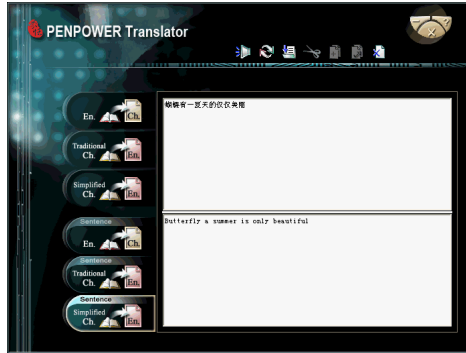 PENPOWER Translator
En. Ch.
Traditional
Ch. En.
Simplified
Ch. En.
Sentence
En. Ch.
Sentence
Traditional
Ch. En.
Sentence
Simplified
Ch. En.
蝴蝶有一夏天的仅仅美丽
Butterfly a summer is only beautiful